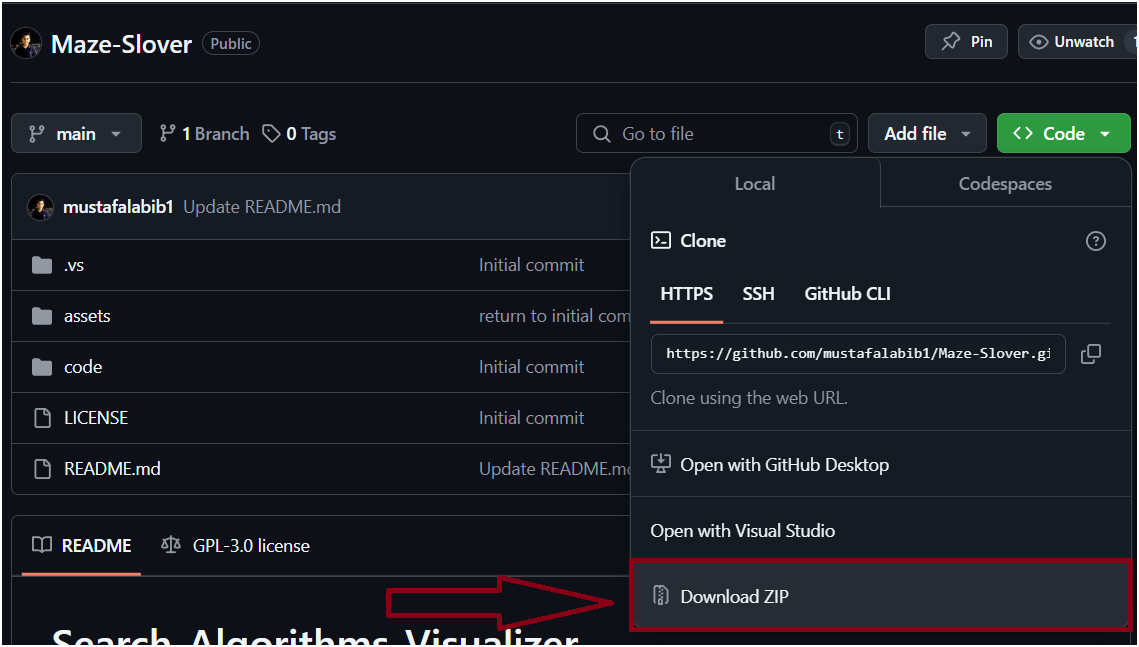 Maze-Slover Public Pin Unwatch 1
main 1 Branch 0 Tags Go to file t Add file Code
mustafalabib1 Update README.md
.vs Initial commit
assets return to initial com
code Initial commit
LICENSE Initial commit
README.md Update README.md
README GPL-3.0 license
Search Algorithms Visualizer
Local Codespaces
Clone
HTTPS SSH GitHub CLI
https://github.com/mustafalabib1/Maze-Slover.gi
Clone using the web URL.
Open with GitHub Desktop
Open with Visual Studio
Download ZIP